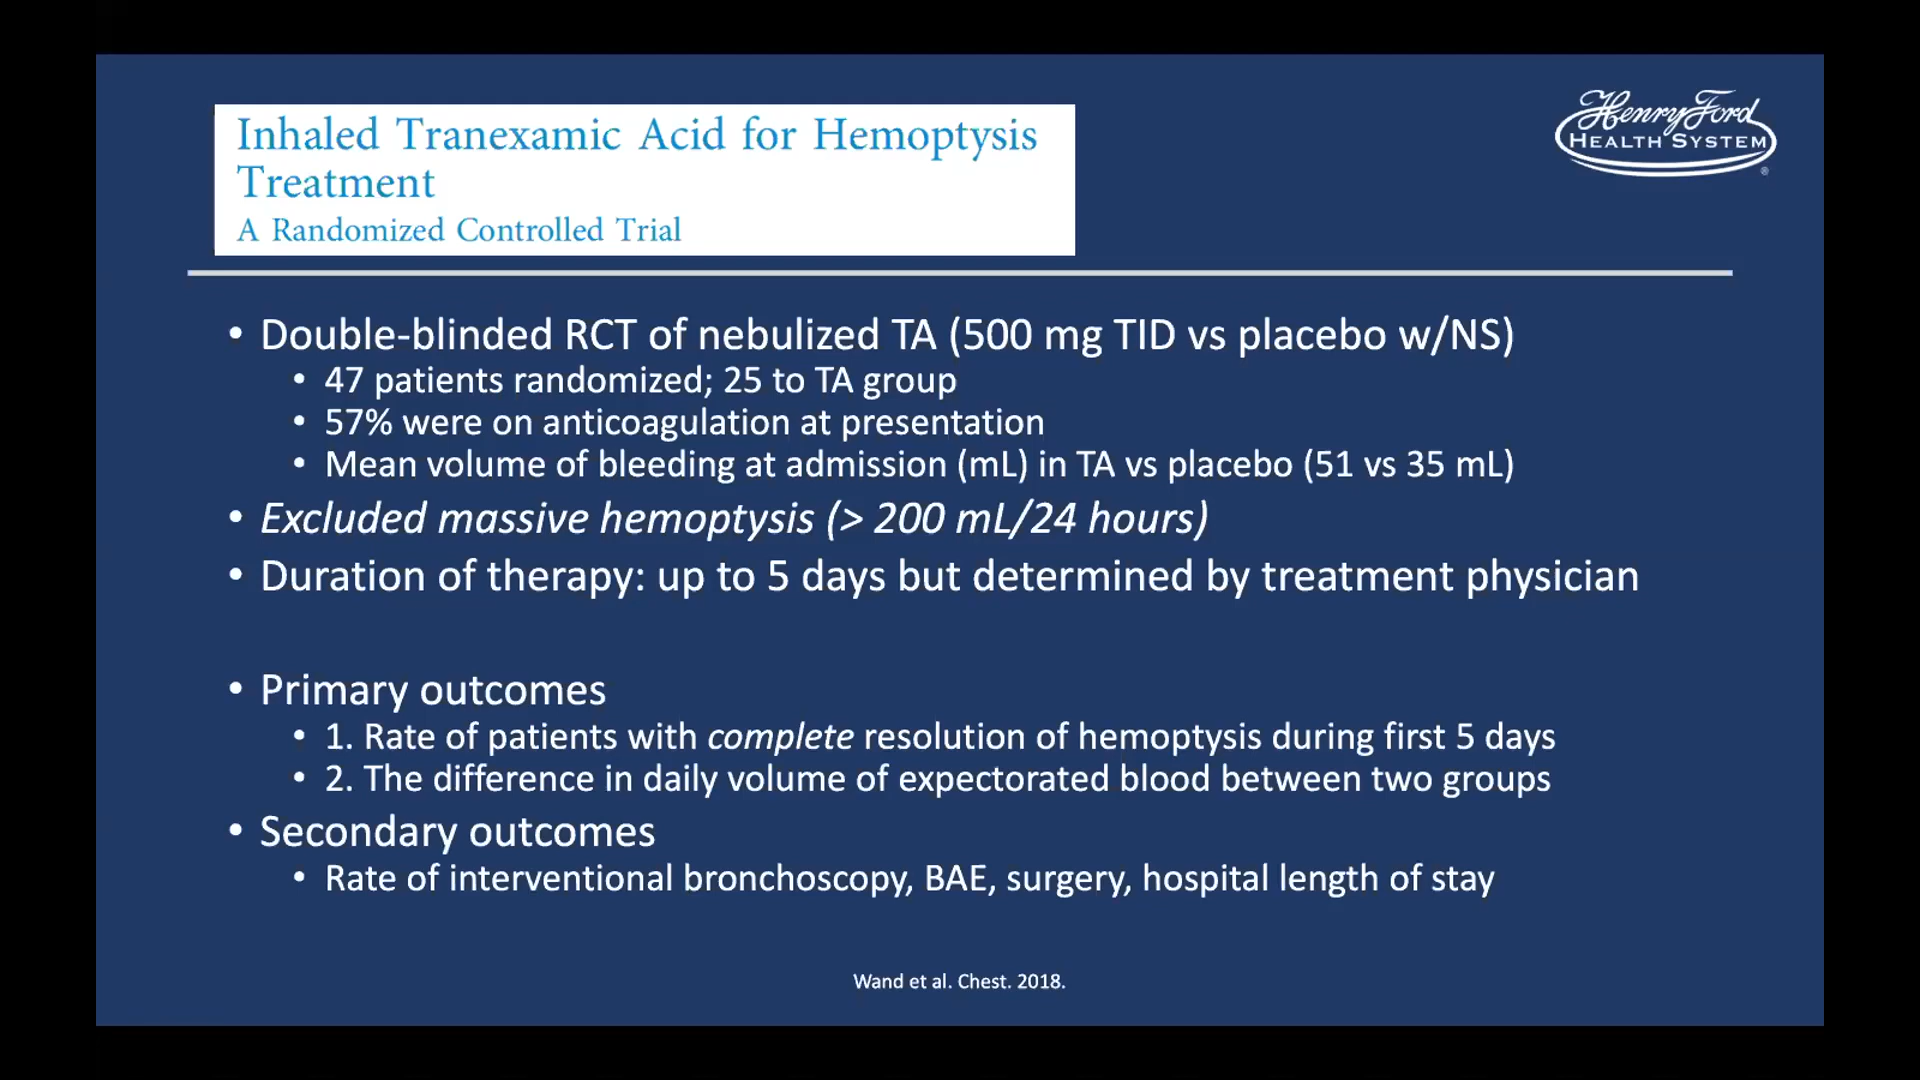 Inhaled Tranexamic Acid for Hemoptysis
Treatment
A Randomized Controlled Trial
Henry Ford
HEALTH SYSTEM
®
• Double-blinded RCT of nebulized TA (500 mg TID vs placebo w/NS)
• 47 patients randomized; 25 to TA group
• 57% were on anticoagulation at presentation
• Mean volume of bleeding at admission (mL) in TA vs placebo (51 vs 35 mL)
• Excluded massive hemoptysis (> 200 mL/24 hours)
• Duration of therapy: up to 5 days but determined by treatment physician
• Primary outcomes
• 1. Rate of patients with complete resolution of hemoptysis during first 5 days
• 2. The difference in daily volume of expectorated blood between two groups
• Secondary outcomes
• Rate of interventional bronchoscopy, BAE, surgery, hospital length of stay
Wand et al. Chest. 2018.